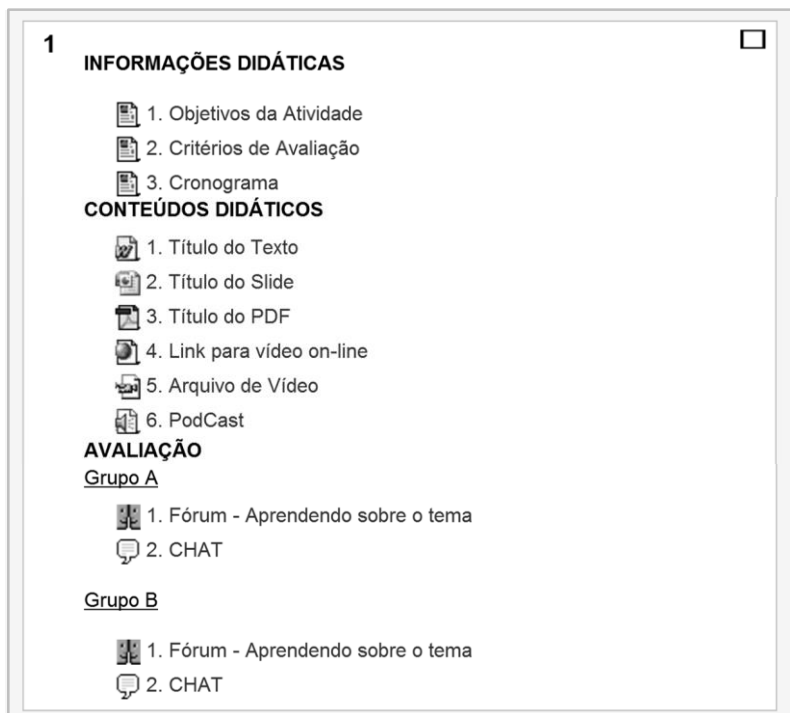 1
INFORMAÇÕES DIDÁTICAS
1. Objetivos da Atividade
2. Critérios de Avaliação
3. Cronograma
CONTEÚDOS DIDÁTICOS
1. Título do Texto
2. Título do Slide
3. Título do PDF
4. Link para vídeo on-line
5. Arquivo de Vídeo
6. PodCast
AVALIAÇÃO
Grupo A
1. Fórum - Aprendendo sobre o tema
2. CHAT
Grupo B
1. Fórum - Aprendendo sobre o tema
2. CHAT